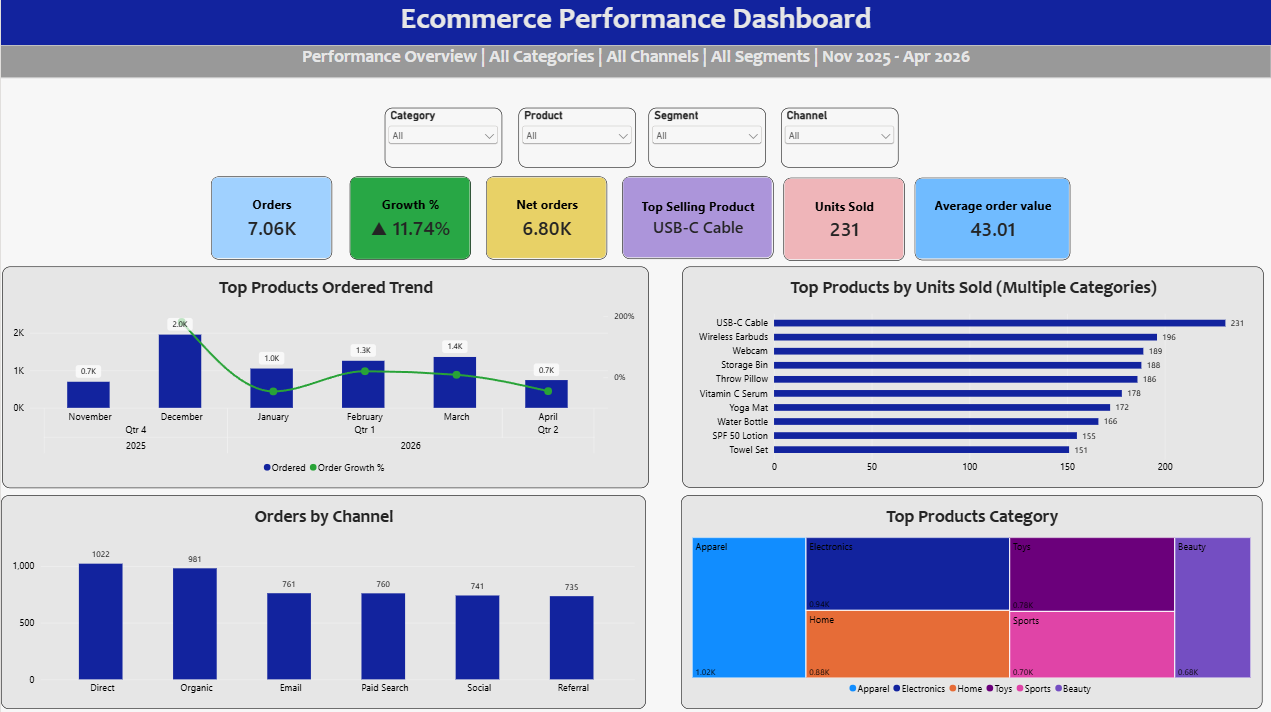 Ecommerce Performance Dashboard
Performance Overview | All Categories | All Channels | All Segments | Nov 2025 - Apr 2026
Category
All
Product
All
Segment
All
Channel
All
Orders
7.06K
Growth %
▲ 11.74%
Net orders
6.80K
Top Selling Product
USB-C Cable
Units Sold
231
Average order value
43.01
Top Products Ordered Trend
2K
1K
0K
200%
0%
0.7K
2.0K
1.0K
1.3K
1.4K
0.7K
November
December
January
February
March
April
Qtr 4
Qtr 1
Qtr 2
2025
2026
Ordered
Order Growth %
Top Products by Units Sold (Multiple Categories)
USB-C Cable 231
Wireless Earbuds 196
Webcam 189
Storage Bin 188
Throw Pillow 186
Vitamin C Serum 178
Yoga Mat 172
Water Bottle 166
SPF 50 Lotion 155
Towel Set 151
0 50 100 150 200
Orders by Channel
1,000
500
0
1022
981
761
760
741
735
Direct
Organic
Email
Paid Search
Social
Referral
Top Products Category
Apparel
1.02K
Electronics
0.94K
Home
0.88K
Toys
0.78K
Sports
0.70K
Beauty
0.68K
Apparel Electronics Home Toys Sports Beauty